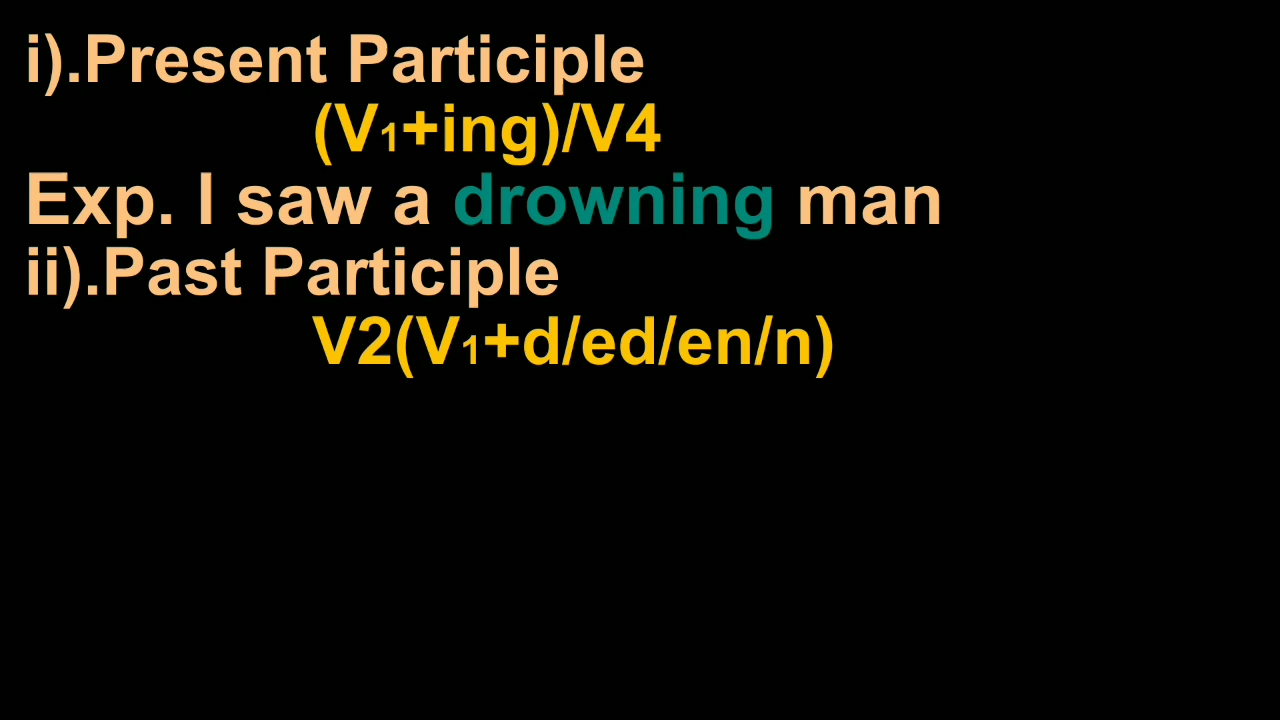 i).Present Participle
(V₁+ing)/V4
Exp. I saw a drowning man
ii).Past Participle
V2(V₁+d/ed/en/n)